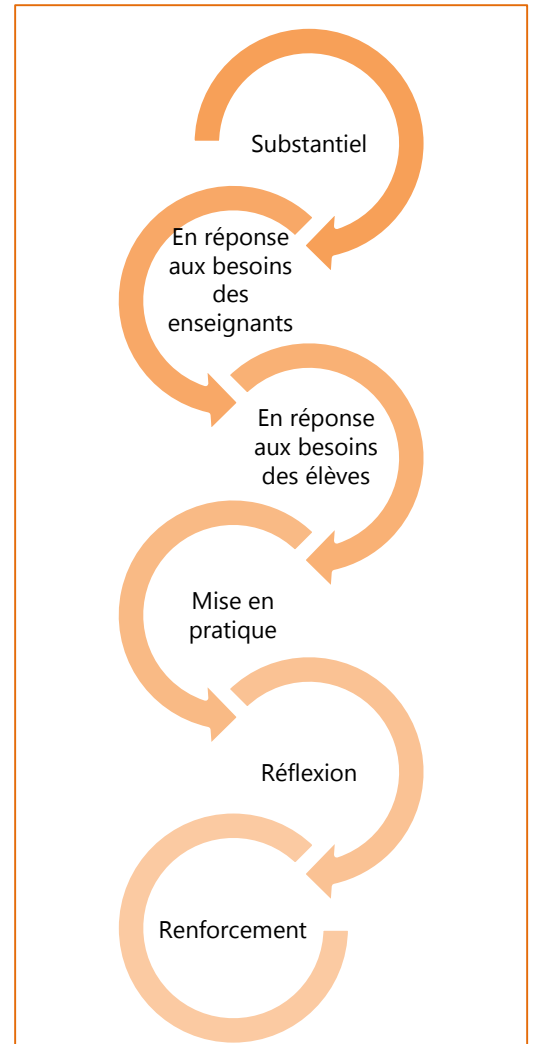 Substantiel
En réponse
aux besoins
des
enseignants
En réponse
aux besoins
des élèves
Mise en
pratique
Réflexion
Renforcement